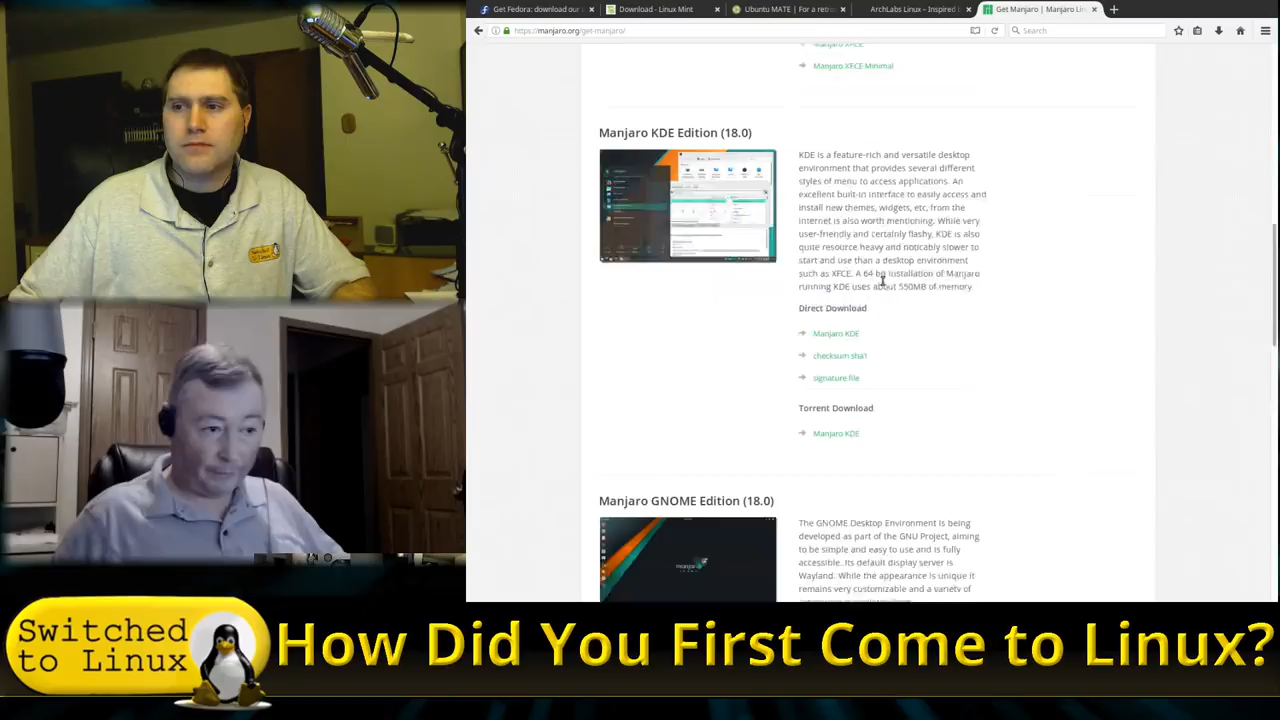 Get Fedora: download our
Download - Linux Mint
Ubuntu MATE | For a retro
ArchLabs Linux – Inspired b
Get Manjaro | Manjaro Lin
https://manjaro.org/get-manjaro/
Search
Manjaro XFCE
Manjaro XFCE Minimal
Manjaro KDE Edition (18.0)
KDE is a feature-rich and versatile desktop
environment that provides several different
styles of menu to access applications. An
excellent built-in interface to easily access and
install new themes, widgets, etc, from the
internet is also worth mentioning. While very
user-friendly and certainly flashy, KDE is also
quite resource heavy and noticably slower to
start and use than a desktop environment
such as XFCE. A 64 bit installation of Manjaro
running KDE uses about 550MB of memory
Direct Download
Manjaro KDE
checksum sha1
signature file
Torrent Download
Manjaro KDE
Manjaro GNOME Edition (18.0)
The GNOME Desktop Environment is being
developed as part of the GNU Project, aiming
to be simple and easy to use and is fully
accessible. Its default display server is
Wayland. While the appearance is unique it
remains very customizable and a variety of
Switched
to Linux
How Did You First Come to Linux?